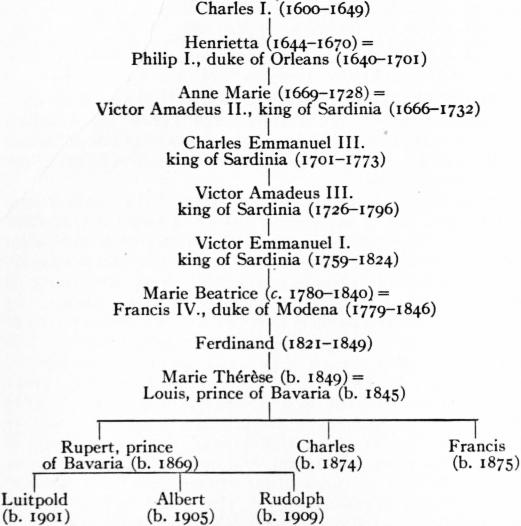 Charles I. (1600–1649)
Henrietta (1644–1670) =
Philip I., duke of Orleans (1640–1701)
Anne Marie (1669–1728) =
Victor Amadeus II., king of Sardinia (1666–1732)
Charles Emmanuel III.
king of Sardinia (1701–1773)
Victor Amadeus III.
king of Sardinia (1726–1796)
Victor Emmanuel I.
king of Sardinia (1759–1824)
Marie Beatrice (c. 1780–1840) =
Francis IV., duke of Modena (1779–1846)
Ferdinand (1821–1849)
Marie Thérèse (b. 1849) =
Louis, prince of Bavaria (b. 1845)
Rupert, prince
of Bavaria (b. 1869)
Charles
(b. 1874)
Francis
(b. 1875)
Luitpold
(b. 1901)
Albert
(b. 1905)
Rudolph
(b. 1909)